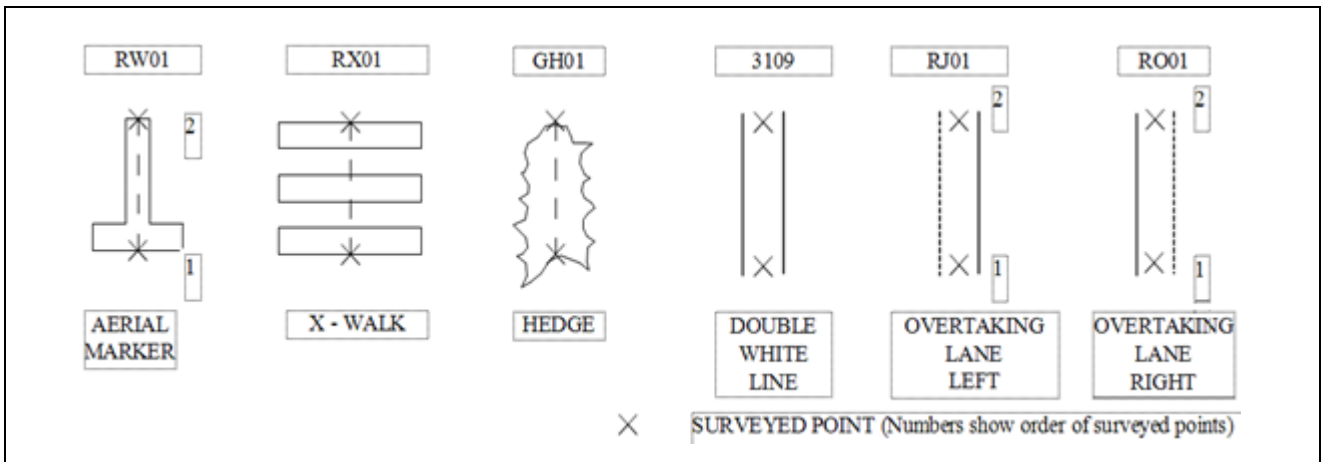 RW01 RX01 GH01 3109 RJ01 RO01
2 2 2
1 1 1
AERIAL MARKER
X - WALK
HEDGE
DOUBLE WHITE LINE
OVERTAKING LANE LEFT
OVERTAKING LANE RIGHT
SURVEYED POINT (Numbers show order of surveyed points)